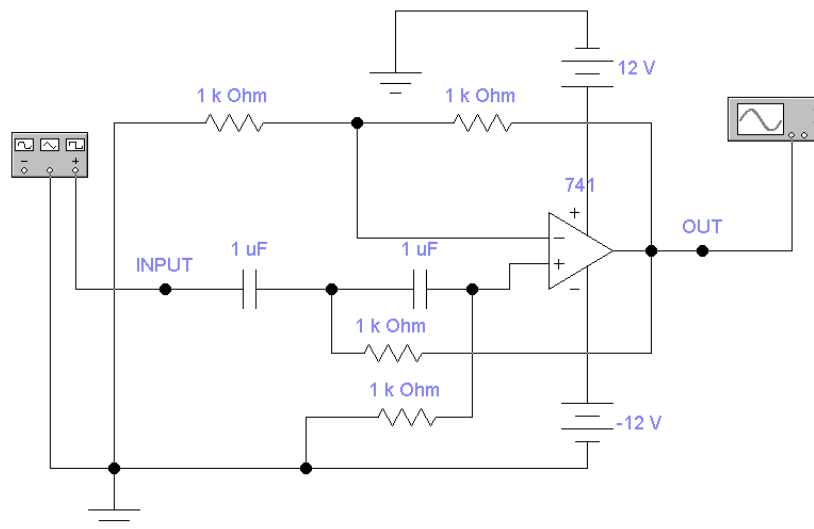 12 V
1 k Ohm
1 k Ohm
− +
741
+
OUT
−
1 uF
1 uF
INPUT
+
−
1 k Ohm
1 k Ohm
-12 V